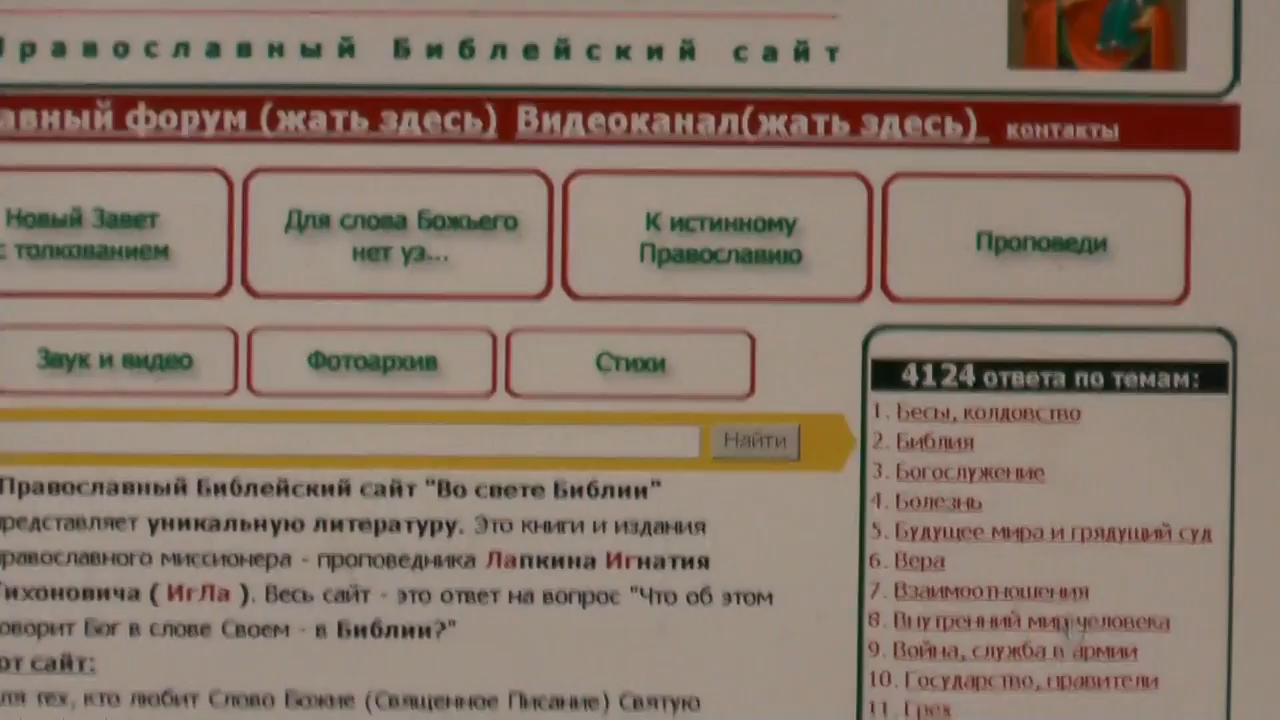 Православный Библейский сайт
авный форум (жать здесь) Видеоканал(жать здесь) контакты
Новый Завет
с толкованием
Для слова Божьего
нет уз...
К истинному
Православию
Проповеди
Звук и видео
Фотоархив
Стихи
Найти
Православный Библейский сайт "Во свете Библии"
представляет уникальную литературу. Это книги и издания
православного миссионера - проповедника Лапкина Игнатия
Тихоновича ( ИгЛа ). Весь сайт - это ответ на вопрос "Что об этом
оворит Бог в слове Своем - в Библии?"
от сайт:
ля тех, кто любит Слово Божие (Священное Писание) Святую
4124 ответа по темам:
1. Бесы, колдовство
2. Библия
3. Богослужение
4. Болезнь
5. Будущее мира и грядущий суд
6. Вера
7. Взаимоотношения
8. Внутренний мир человека
9. Война, служба в армии
10. Государство, правители
11. Грех